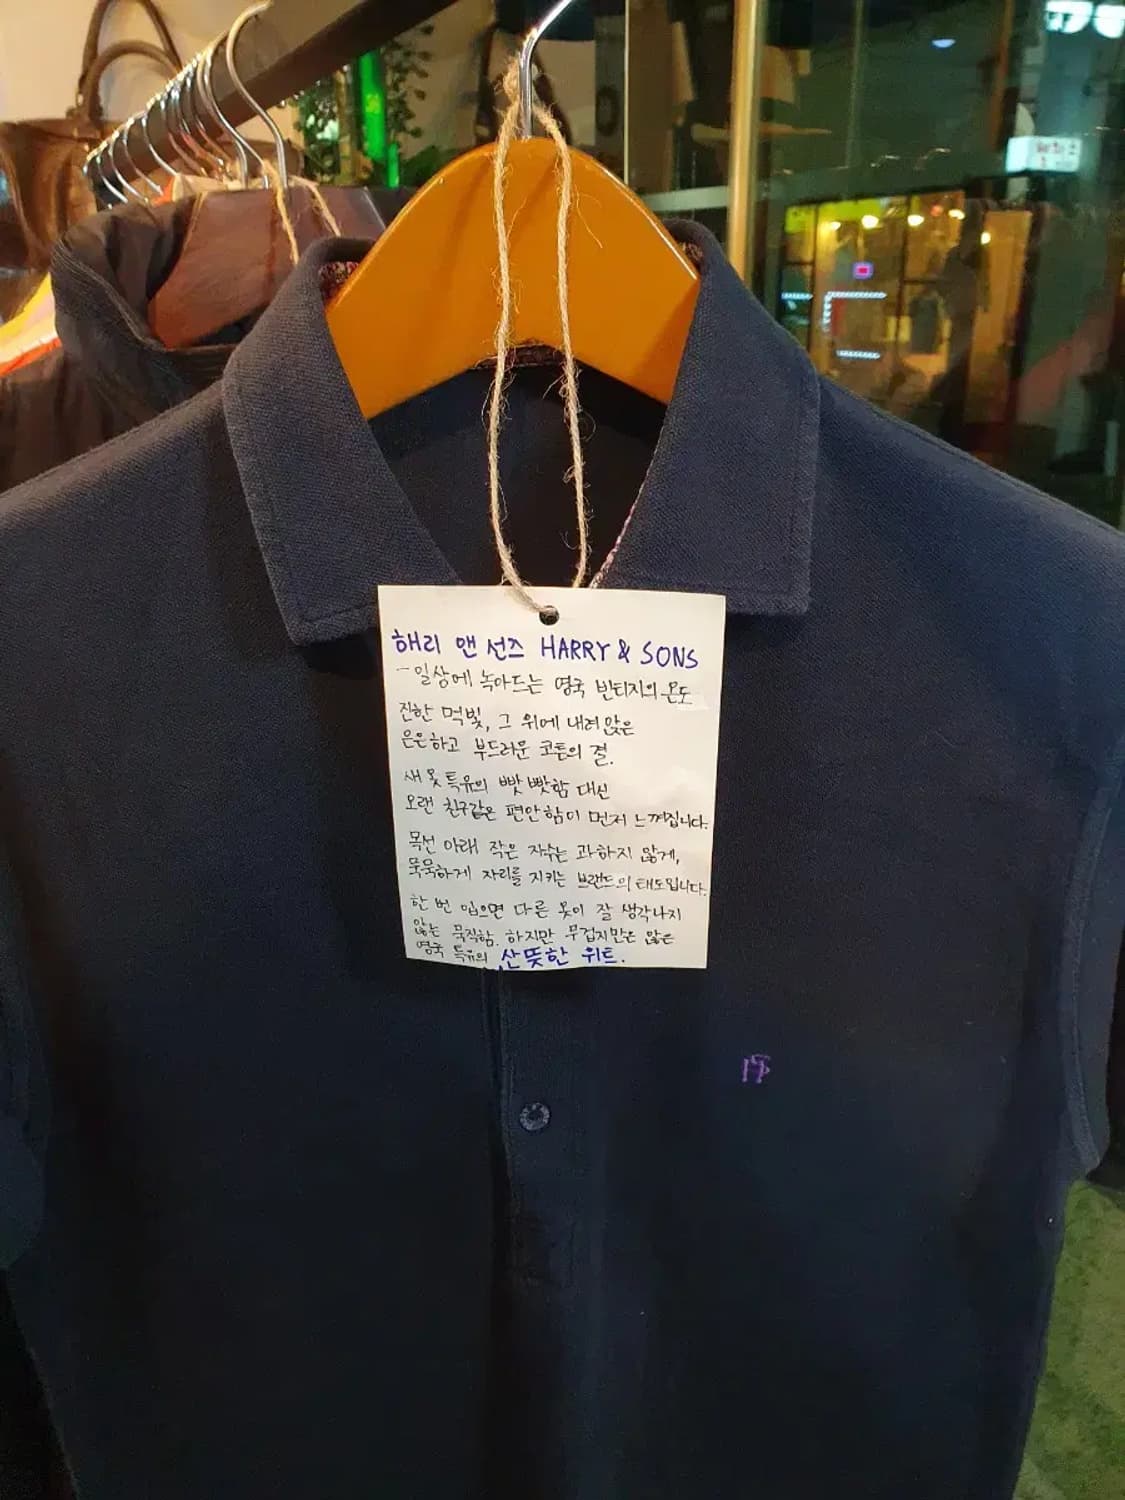 해리 앤 선즈 HARRY & SONS
- 일상에 녹아드는 영국 빈티지의 온도
진한 먹빛, 그 위에 내려앉은
은은하고 부드러운 코튼의 결.
새 옷 특유의 빳빳함 대신
오랜 친구같은 편안함이 먼저 느껴집니다.
목선 아래 작은 자수는 과하지 않게,
묵묵하게 자리를 지키는 브랜드의 태도입니다.
한 번 입으면 다른 옷이 잘 생각나지
않는 묵직함. 하지만 무겁지만은 않은
영국 특유의 산뜻한 위트.